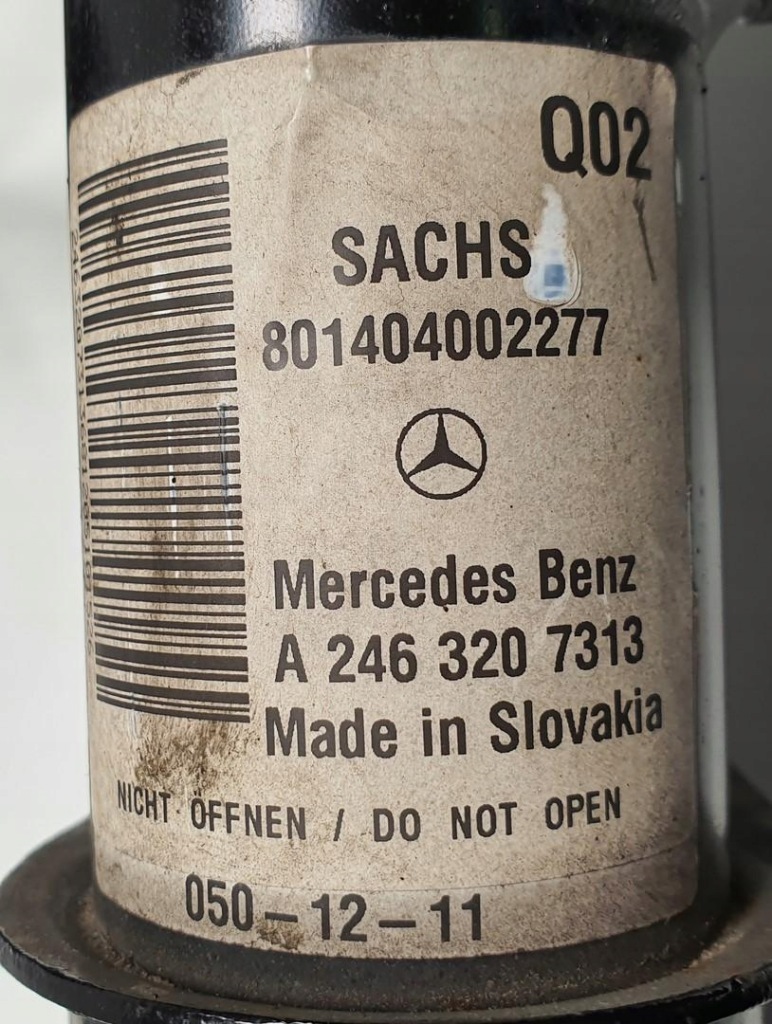 Q02
SACHS
801404002277
Mercedes Benz
A 246 320 7313
Made in Slovakia
NICHT ÖFFNEN / DO NOT OPEN
050-12-11